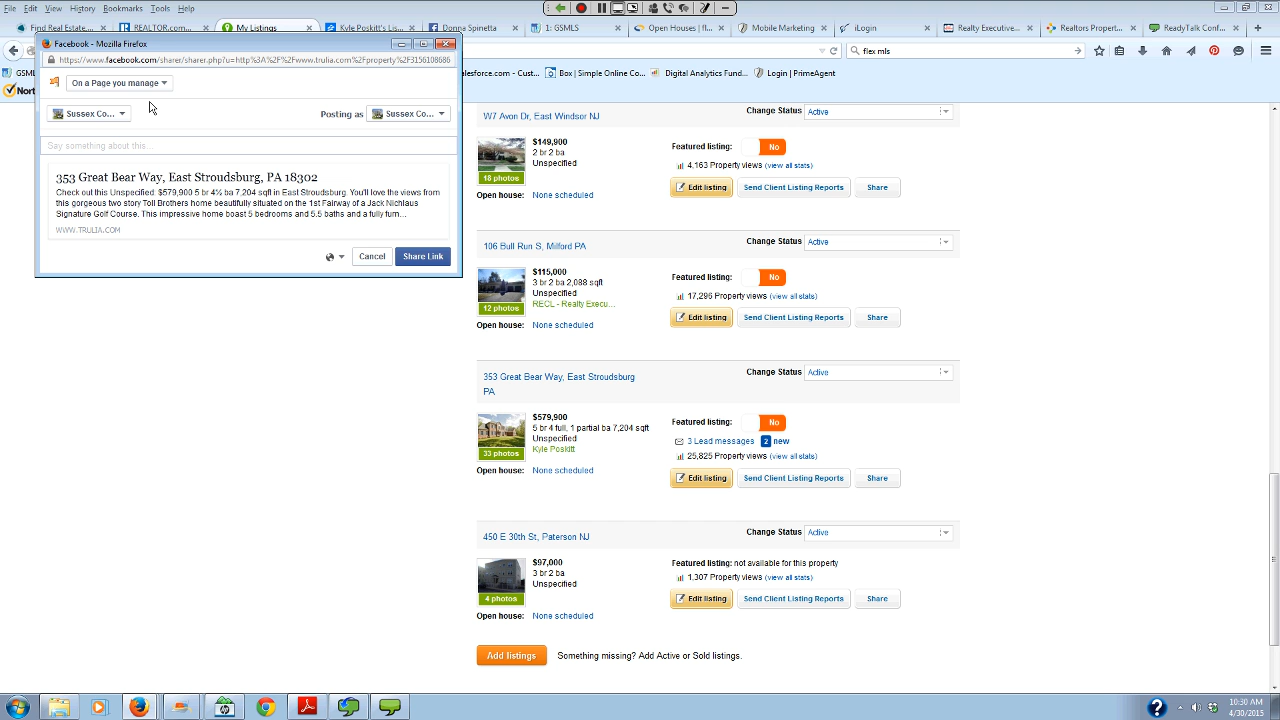 File Edit View History Bookmarks Tools Help
Find Real Estate... REALTOR.com... My Listings Kyle Poskitt's L... Donna Spinetta 1: GSMLS Open Houses |... Mobile Marketing iLogin Realty Executive... Realtors Propert... ReadyTalk Conf...
flex mls
GSML salesforce.com - Cust... Box | Simple Online Co... Digital Analytics Fund... Login | PrimeAgent
Nort
Facebook - Mozilla Firefox
https://www.facebook.com/sharer/sharer.php?u=http%3A%2F%2Fwww.trulia.com%2Fproperty%2F3156108686
On a Page you manage
Sussex Co... Posting as Sussex Co...
Say something about this...
353 Great Bear Way, East Stroudsburg, PA 18302
Check out this Unspecified. $579,900 5 br 4½ ba 7,204 sqft in East Stroudsburg. You'll love the views from
this gorgeous two story Toll Brothers home beautifully situated on the 1st Fairway of a Jack Nichlaus
Signature Golf Course. This impressive home boast 5 bedrooms and 5.5 baths and a fully furn...
WWW.TRULIA.COM
Cancel Share Link
W7 Avon Dr, East Windsor NJ Change Status Active
$149,900
2 br 2 ba
Unspecified
18 photos
Featured listing: No
4,163 Property views (view all stats)
Edit listing Send Client Listing Reports Share
Open house: None scheduled
106 Bull Run S, Milford PA Change Status Active
$115,000
3 br 2 ba 2,088 sqft
Unspecified
RECL - Realty Execu...
12 photos
Featured listing: No
17,296 Property views (view all stats)
Edit listing Send Client Listing Reports Share
Open house: None scheduled
353 Great Bear Way, East Stroudsburg
PA
Change Status Active
$579,900
5 br 4 full, 1 partial ba 7,204 sqft
Unspecified
Kyle Poskitt
33 photos
Featured listing: No
3 Lead messages 2 new
25,825 Property views (view all stats)
Edit listing Send Client Listing Reports Share
Open house: None scheduled
450 E 30th St, Paterson NJ Change Status Active
$97,000
3 br 2 ba
Unspecified
4 photos
Featured listing: not available for this property
1,307 Property views (view all stats)
Edit listing Send Client Listing Reports Share
Open house: None scheduled
Add listings Something missing? Add Active or Sold listings.
10:30 AM
4/30/2015